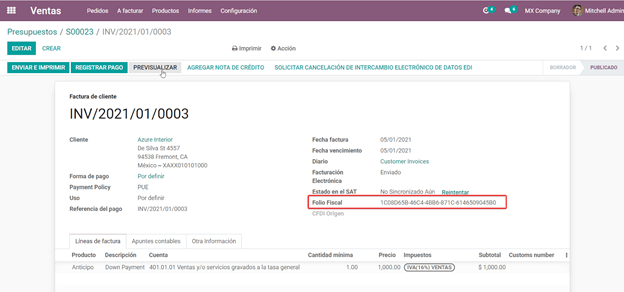 Ventas Pedidos A facturar Productos Informes Configuración MX Company Mitchell Admin
Presupuestos / S00023 / INV/2021/01/0003
EDITAR CREAR Imprimir Acción 1 / 1
ENVIAR E IMPRIMIR REGISTRAR PAGO PREVISUALIZAR AGREGAR NOTA DE CRÉDITO SOLICITAR CANCELACIÓN DE INTERCAMBIO ELECTRÓNICO DE DATOS EDI BORRADOR PUBLICADO
Factura de cliente
INV/2021/01/0003
Cliente Azure Interior
De Silva St 4557
94538 Fremont, CA
México – XAXX010101000
Forma de pago Por definir
Payment Policy PUE
Uso Por definir
Referencia del pago INV/2021/01/0003
Fecha factura 05/01/2021
Fecha vencimiento 05/01/2021
Diario Customer Invoices
Facturación Enviado
Electrónica
Estado en el SAT No Sincronizado Aún Reintentar
Folio Fiscal 1C08D65B-46C4-4BB6-871C-6146509045B0
CFDI Origen
Líneas de factura Apuntes contables Otra Información
Producto Descripción Cuenta Cantidad mínima Precio Impuestos Subtotal Customs number
Anticipo Down Payment 401.01.01 Ventas y/o servicios gravados a la tasa general 1.00 1,000.00 IVA(16%) VENTAS $ 1,000.00